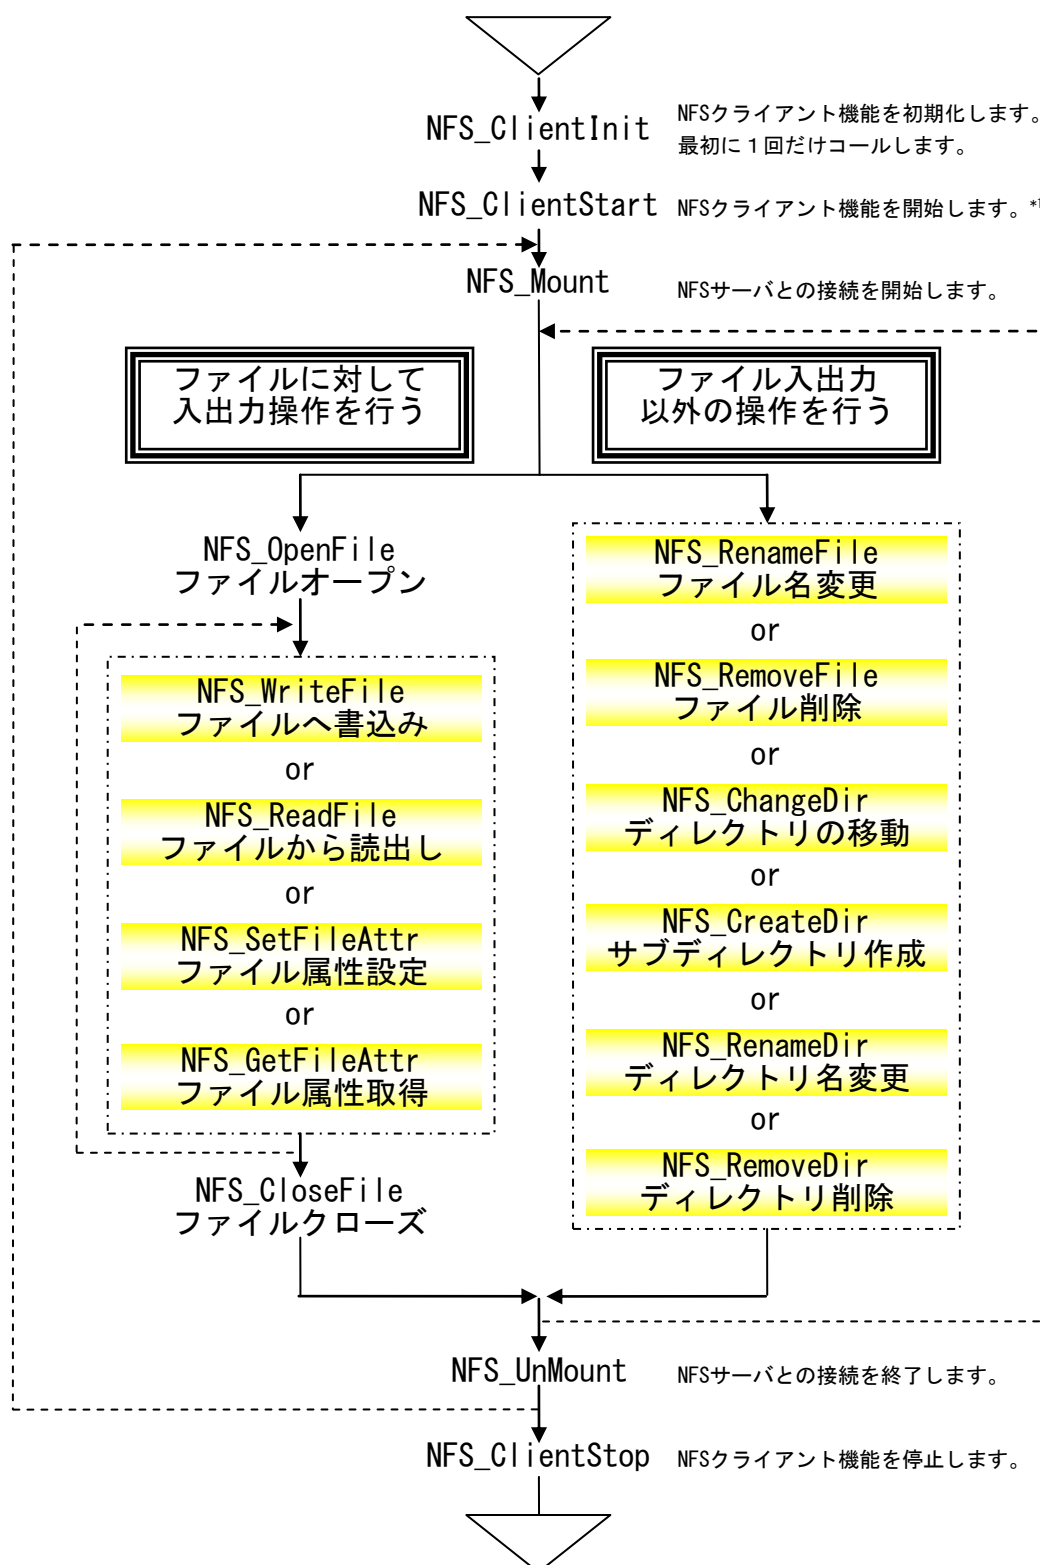 NFS_ClientInit
NFSクライアント機能を初期化します。
最初に１回だけコールします。
NFS_ClientStart
NFSクライアント機能を開始します。*1
NFS_Mount
NFSサーバとの接続を開始します。
ファイルに対して
入出力操作を行う
ファイル入出力
以外の操作を行う
NFS_OpenFile
ファイルオープン
NFS_WriteFile
ファイルへ書込み
or
NFS_ReadFile
ファイルから読出し
or
NFS_SetFileAttr
ファイル属性設定
or
NFS_GetFileAttr
ファイル属性取得
NFS_CloseFile
ファイルクローズ
NFS_RenameFile
ファイル名変更
or
NFS_RemoveFile
ファイル削除
or
NFS_ChangeDir
ディレクトリの移動
or
NFS_CreateDir
サブディレクトリ作成
or
NFS_RenameDir
ディレクトリ名変更
or
NFS_RemoveDir
ディレクトリ削除
NFS_UnMount
NFSサーバとの接続を終了します。
NFS_ClientStop
NFSクライアント機能を停止します。